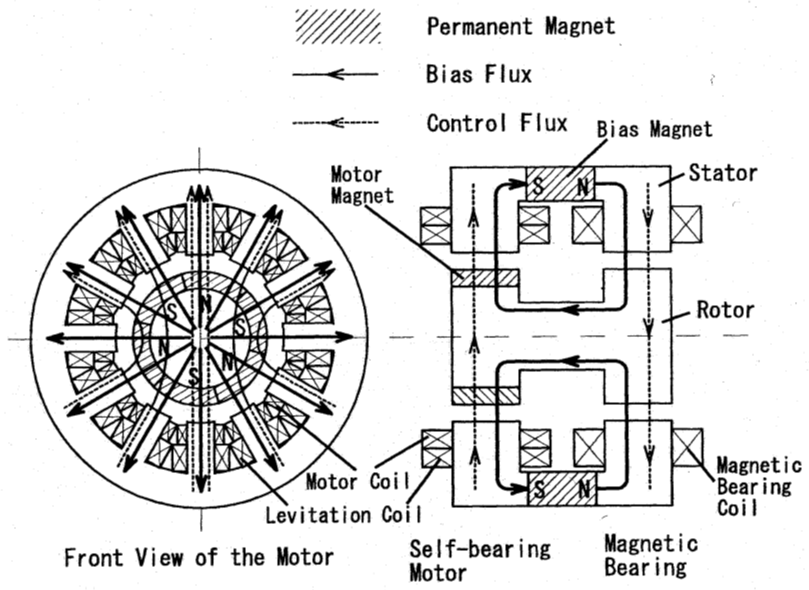 Permanent Magnet
Bias Flux
Control Flux
Bias Magnet
Motor
Magnet
Stator
S N
N
S
S
N
N
S
Rotor
S N
Motor Coil
Levitation Coil
Magnetic
Bearing
Coil
Front View of the Motor
Self-bearing
Motor
Magnetic
Bearing